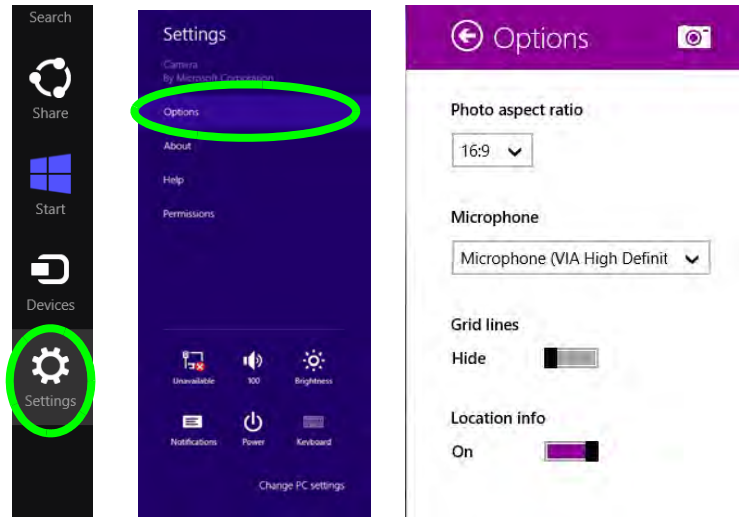 Search
Share
Start
Devices
Settings
Settings
Camera
By Microsoft Corporation
Options
About
Help
Permissions
Unavailable
100
Brightness
Notifications
Power
Keyboard
Change PC settings
Options
Photo aspect ratio
16:9
Microphone
Microphone (VIA High Definit
Grid lines
Hide
Location info
On